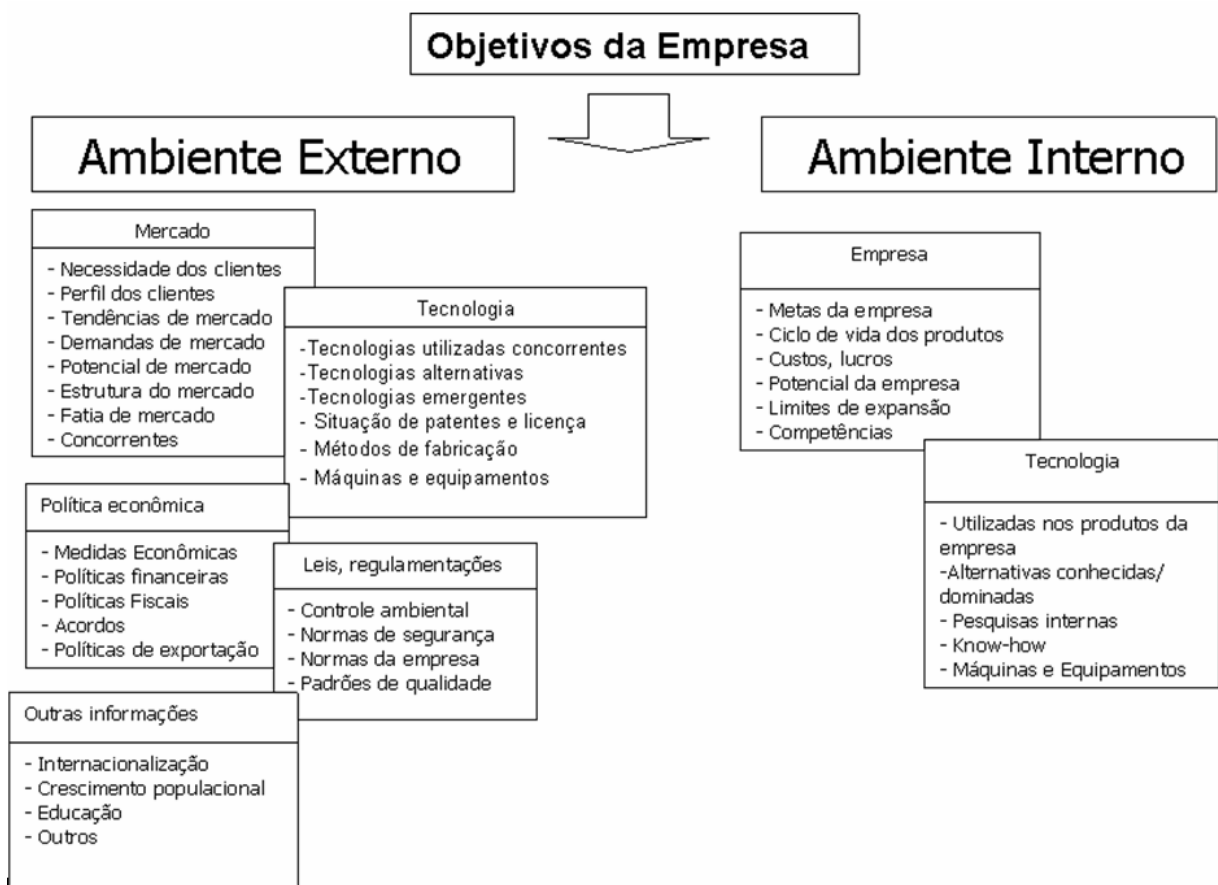 Objetivos da Empresa
Ambiente Externo
Mercado
- Necessidade dos clientes
- Perfil dos clientes
- Tendências de mercado
- Demandas de mercado
- Potencial de mercado
- Estrutura do mercado
- Fatia de mercado
- Concorrentes
Tecnologia
-Tecnologias utilizadas concorrentes
-Tecnologias alternativas
-Tecnologias emergentes
- Situação de patentes e licença
- Métodos de fabricação
- Máquinas e equipamentos
Política econômica
- Medidas Econômicas
- Políticas financeiras
- Políticas Fiscais
- Acordos
- Políticas de exportação
Leis, regulamentações
- Controle ambiental
- Normas de segurança
- Normas da empresa
- Padrões de qualidade
Outras informações
- Internacionalização
- Crescimento populacional
- Educação
- Outros
Ambiente Interno
Empresa
- Metas da empresa
- Ciclo de vida dos produtos
- Custos, lucros
- Potencial da empresa
- Limites de expansão
- Competências
Tecnologia
- Utilizadas nos produtos da
empresa
-Alternativas conhecidas/
dominadas
- Pesquisas internas
- Know-how
- Máquinas e Equipamentos